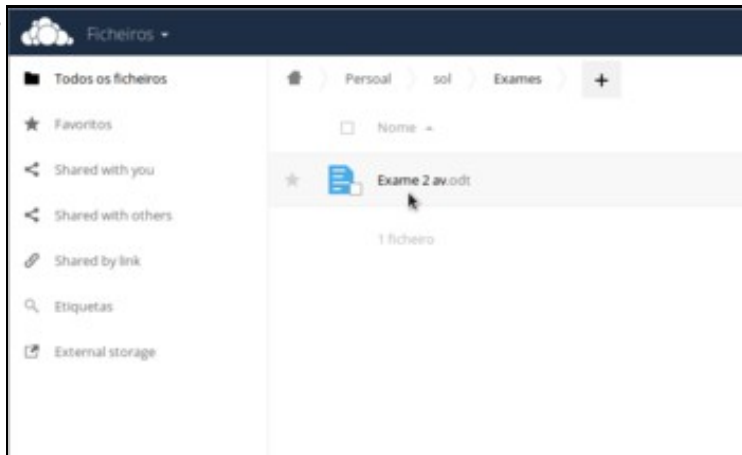 Ficheiros
Todos os ficheiros
Favoritos
Shared with you
Shared with others
Shared by link
Etiquetas
External storage
Persoal sol Exames +
Nome
Exame 2 av.odt
1 ficheiro